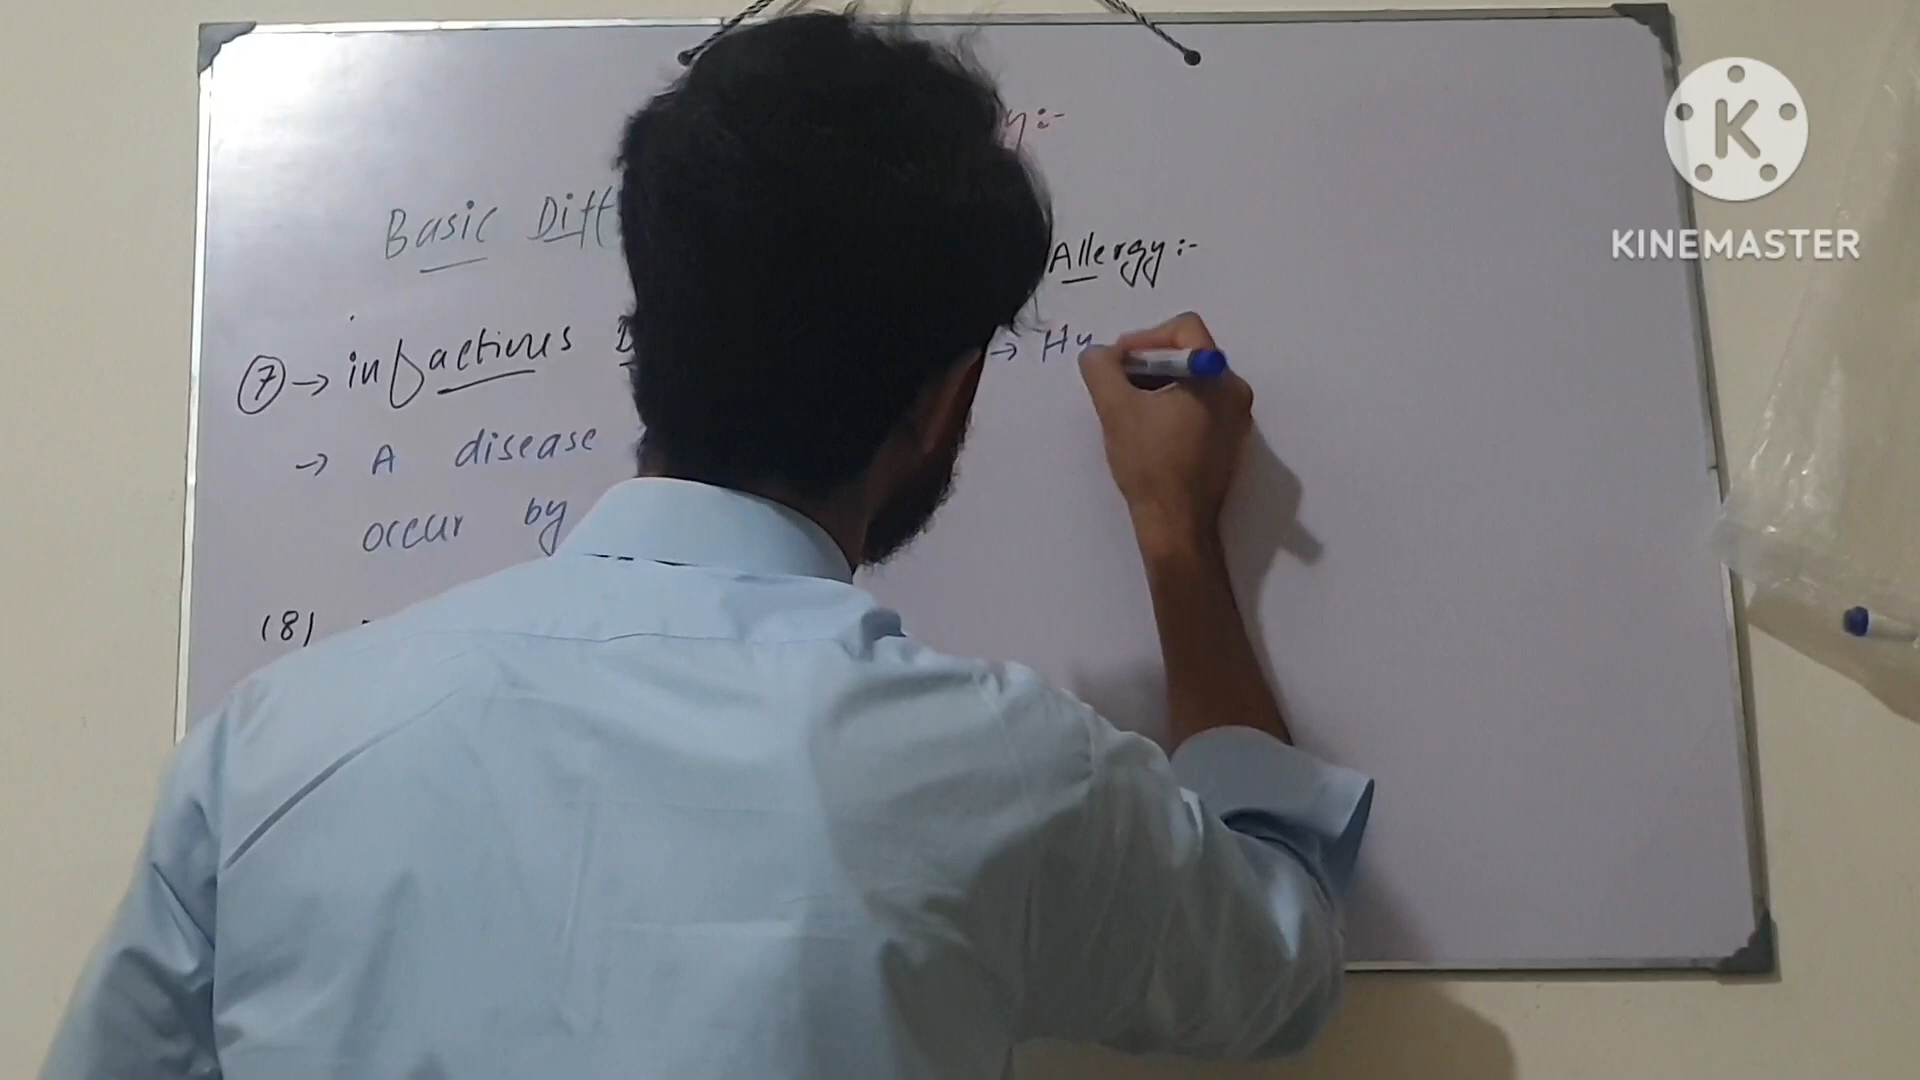 y:-
Basic Diff
Allergy:-
7 → infactious D
→ Hy
→ A disease
occur by
(8)
KINEMASTER